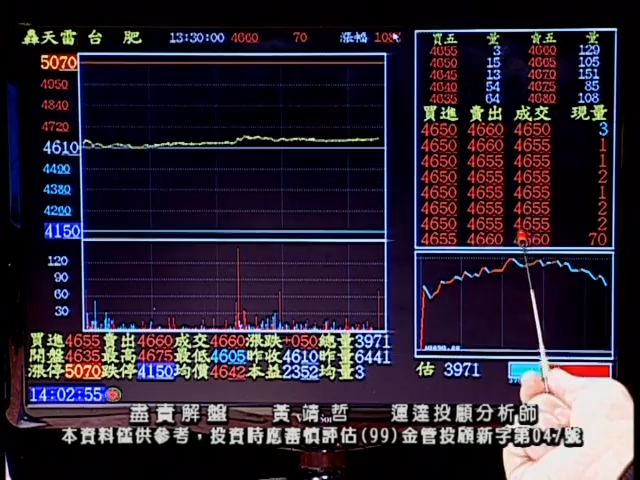 轟天雷 台 肥 13:30:00 4660 70 漲幅 108
買五 量 賣五 量
4655 3 4660 129
4650 15 4665 105
4645 13 4670 151
4640 54 4675 85
4635 64 4680 108
買進 賣出 成交 現量
4650 4660 4650 3
4650 4660 4650 1
4650 4655 4655 1
4650 4655 4655 2
4650 4655 4655 1
4650 4655 4655 2
4650 4655 4655 2
4655 4660 4660 70
5070
4950
4840
4720
4610
4490
4380
4260
4150
120
90
60
30
買進4655賣出4660成交4660漲跌+050總量3971
開盤4635最高4675最低4605昨收4610昨量6441
漲停5070跌停4150均價4642本益2352均量3
估 3971
14:02:55
盡責解盤 黃靖哲 運達投顧分析師
本資料僅供參考，投資時應審慎評估(99)金管投顧新字第047號